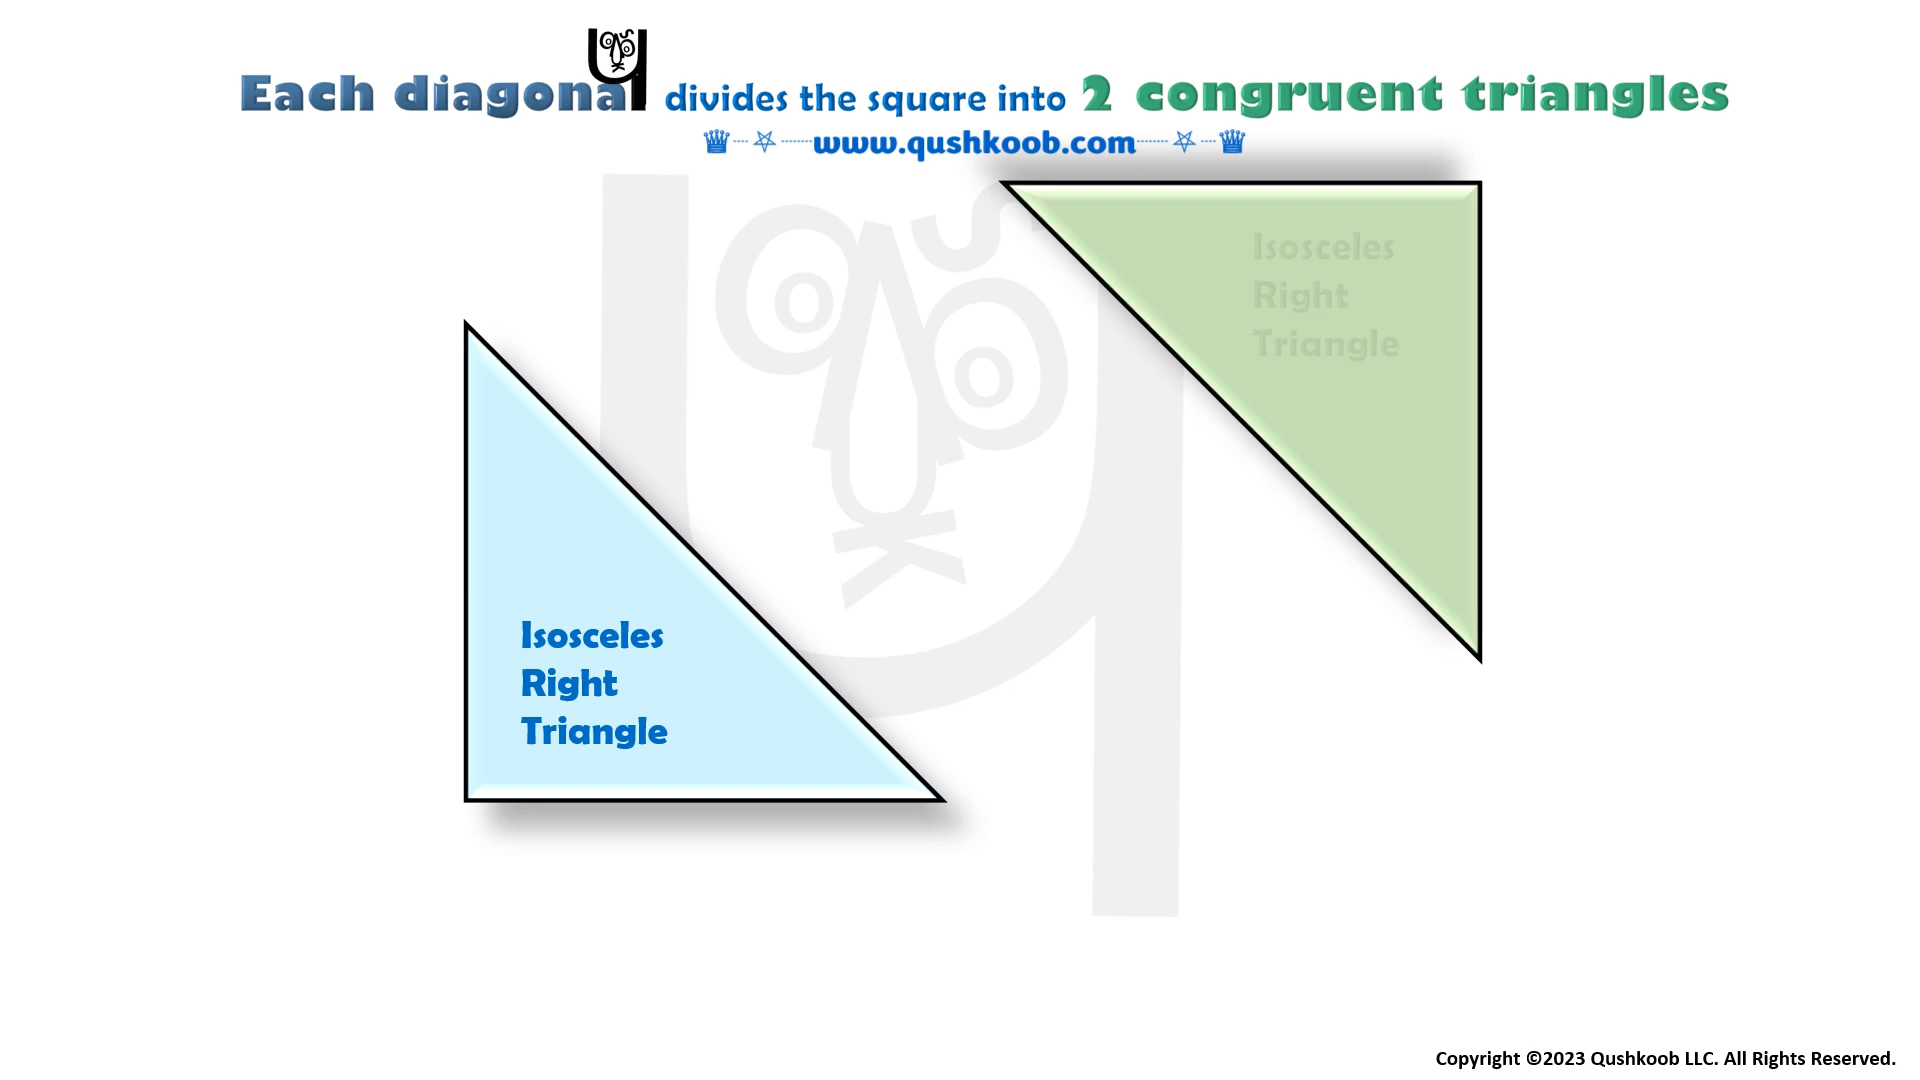 Each diagonal divides the square into 2 congruent triangles
www.qushkoob.com
Isosceles
Right
Triangle
Isosceles
Right
Triangle
Copyright ©2023 Qushkoob LLC. All Rights Reserved.